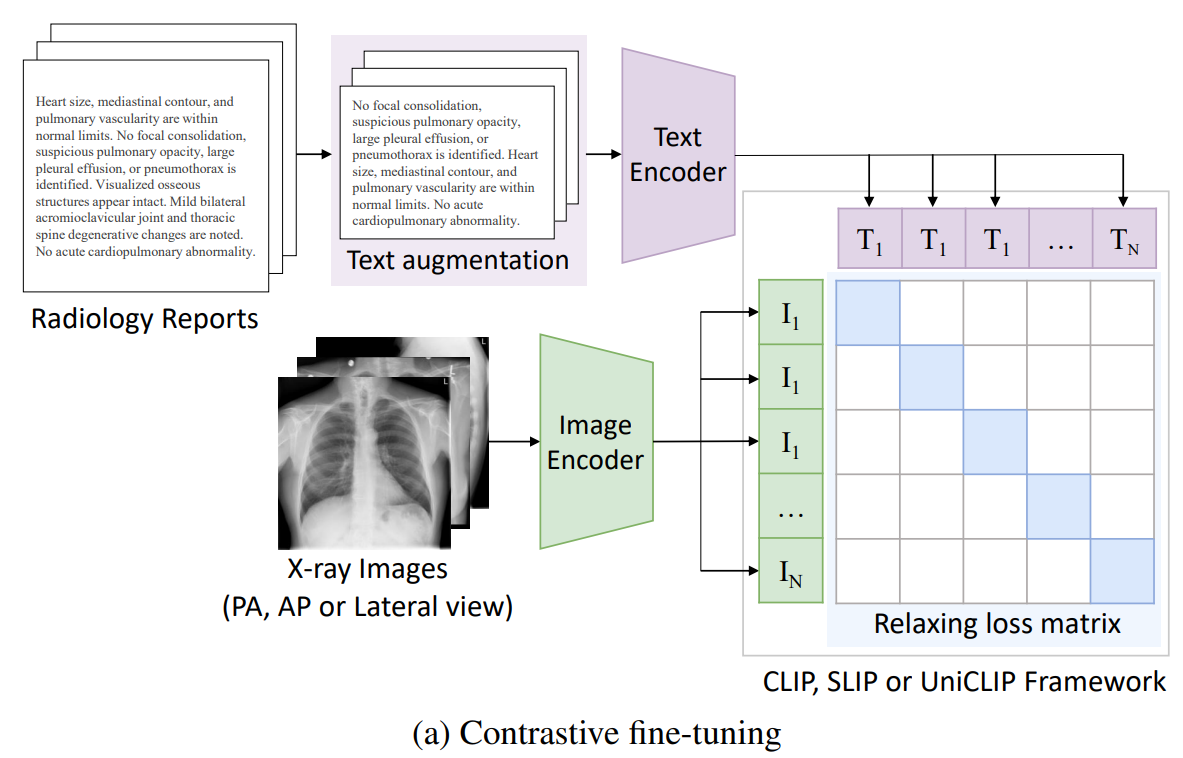 Heart size, mediastinal contour, and
pulmonary vascularity are within
normal limits. No focal consolidation,
suspicious pulmonary opacity, large
pleural effusion, or pneumothorax is
identified. Visualized osseous
structures appear intact. Mild bilateral
acromioclavicular joint and thoracic
spine degenerative changes are noted.
No acute cardiopulmonary abnormality.
Radiology Reports
No focal consolidation,
suspicious pulmonary opacity,
large pleural effusion, or
pneumothorax is identified. Heart
size, mediastinal contour, and
pulmonary vascularity are within
normal limits. No acute
cardiopulmonary abnormality.
Text augmentation
Text
Encoder
T1 T1 T1 … TN
L
L
L
X-ray Images
(PA, AP or Lateral view)
Image
Encoder
I1
I1
I1
…
IN
Relaxing loss matrix
CLIP, SLIP or UniCLIP Framework
(a) Contrastive fine-tuning